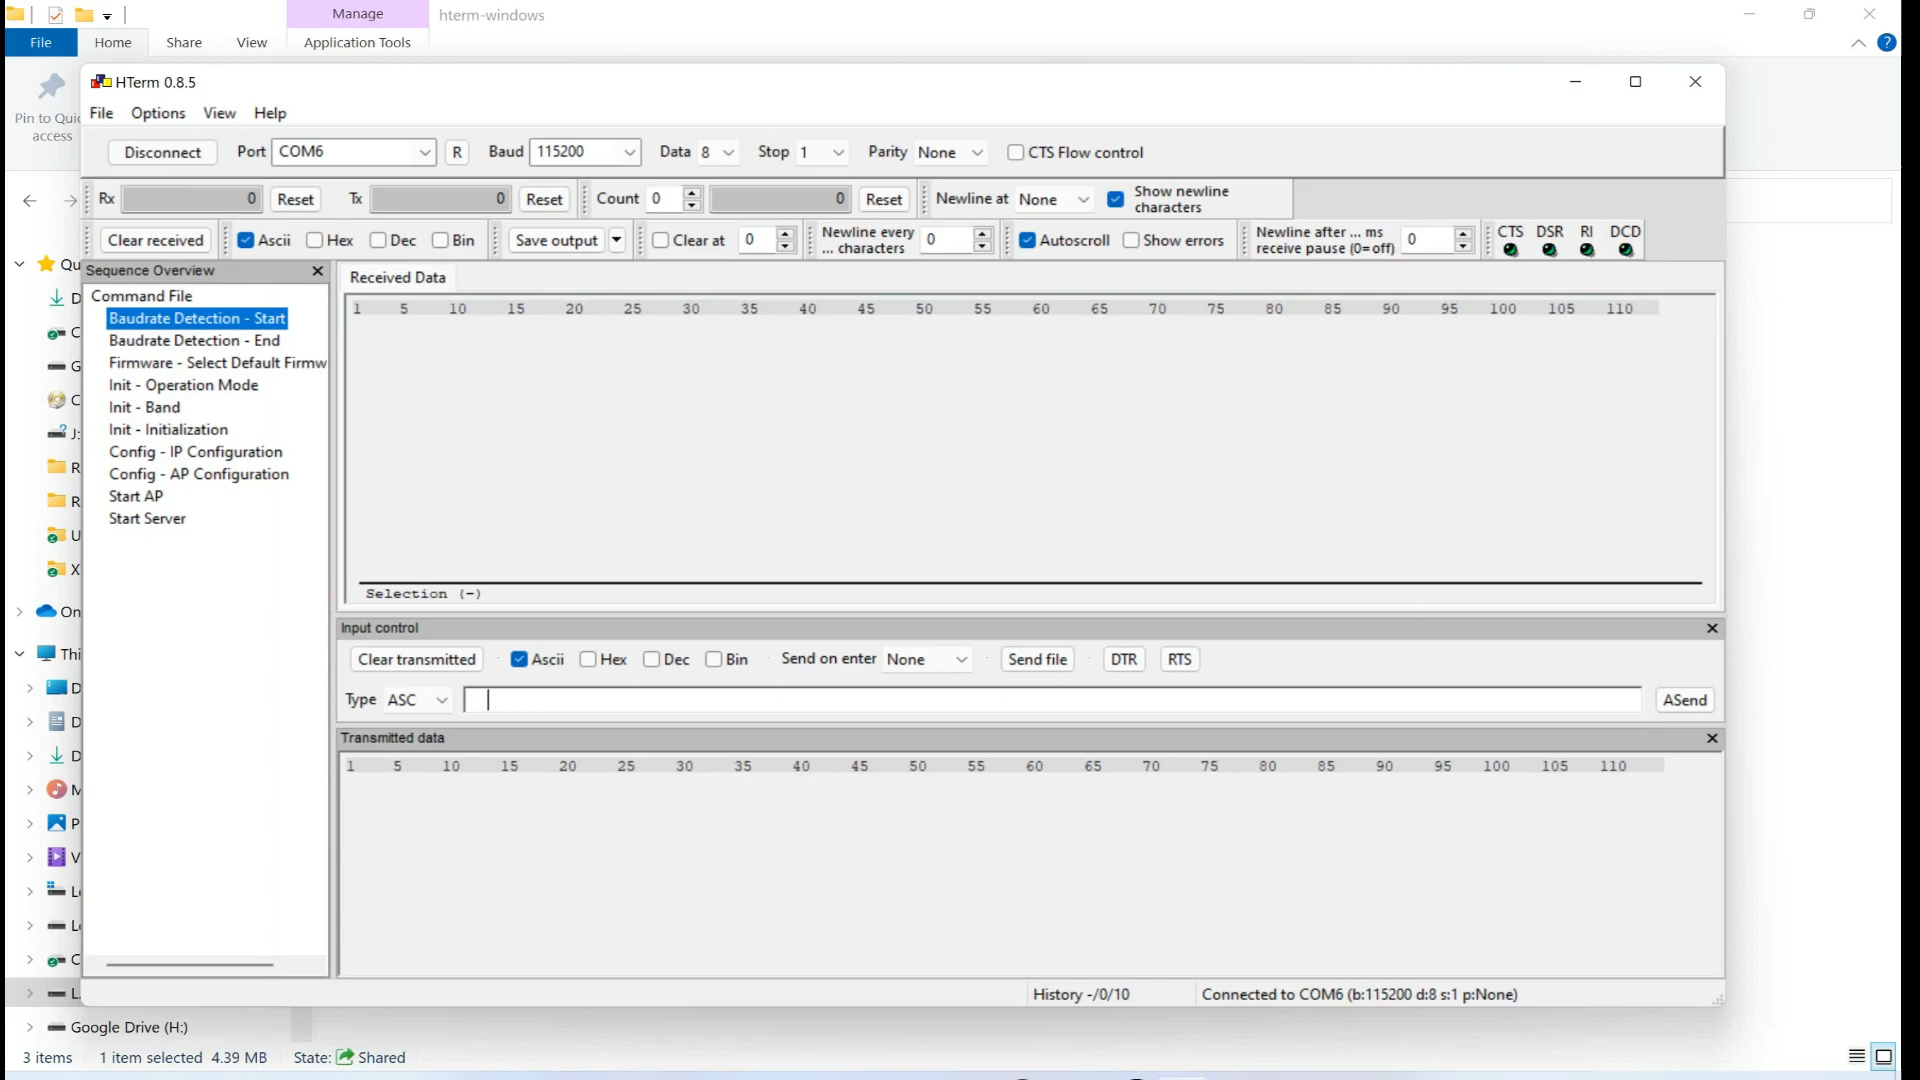 Manage
hterm-windows
File
Home
Share
View
Application Tools
Pin to Quic
access
HTerm 0.8.5
File
Options
View
Help
Disconnect
Port
COM6
R
Baud
115200
Data
8
Stop
1
Parity
None
CTS Flow control
Rx
0
Reset
Tx
0
Reset
Count
0
0
Reset
Newline at
None
Show newline
characters
Clear received
Ascii
Hex
Dec
Bin
Save output
Clear at
0
Newline every
... characters
0
Autoscroll
Show errors
Newline after ... ms
receive pause (0=off)
0
CTS
DSR
RI
DCD
Qu
D
C
G
C
J:
R
R
U
X
On
Thi
D
D
D
M
P
V
Lo
Lo
C
L
Google Drive (H:)
Sequence Overview
Command File
Baudrate Detection - Start
Baudrate Detection - End
Firmware - Select Default Firmw
Init - Operation Mode
Init - Band
Init - Initialization
Config - IP Configuration
Config - AP Configuration
Start AP
Start Server
Received Data
1 5 10 15 20 25 30 35 40 45 50 55 60 65 70 75 80 85 90 95 100 105 110
Selection (-)
Input control
Clear transmitted
Ascii
Hex
Dec
Bin
Send on enter
None
Send file
DTR
RTS
Type
ASC
ASend
Transmitted data
1 5 10 15 20 25 30 35 40 45 50 55 60 65 70 75 80 85 90 95 100 105 110
History -/0/10
Connected to COM6 (b:115200 d:8 s:1 p:None)
3 items
1 item selected 4.39 MB
State:
Shared